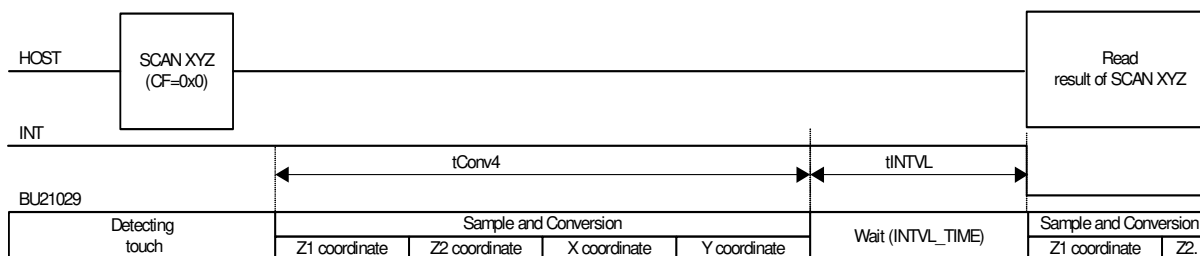 HOST
SCAN XYZ
(CF=0x0)
Read
result of SCAN XYZ
INT
tConv4
tINTVL
BU21029
Detecting
touch
Sample and Conversion
Z1 coordinate
Z2 coordinate
X coordinate
Y coordinate
Wait (INTVL_TIME)
Sample and Conversion
Z1 coordinate
Z2.